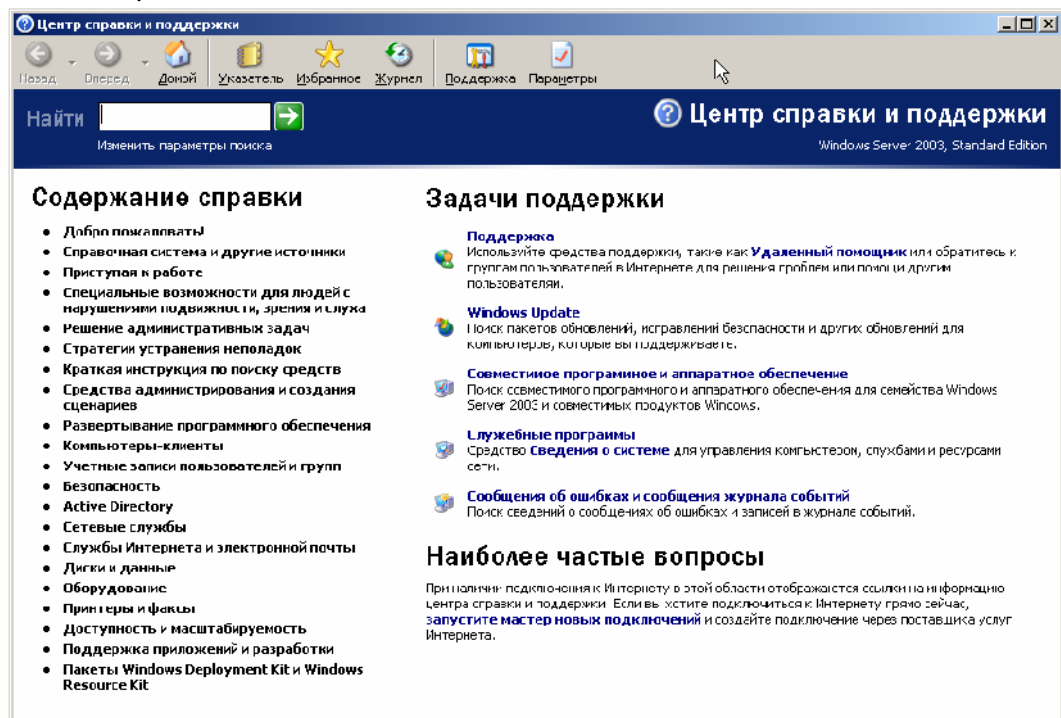 Центр справки и поддержки
Назад Вперед Домой Указатель Избранное Журнал Поддержка Параметры
Найти
Изменить параметры поиска
Центр справки и поддержки
Windows Server 2003, Standard Edition
Содержание справки
Добро пожаловать!
Справочная система и другие источники
Приступая к работе
Специальные возможности для людей с
нарушениями подвижности, зрения и слуха
Решение административных задач
Стратегии устранения неполадок
Краткая инструкция по поиску средств
Средства администрирования и создания
сценариев
Развертывание программного обеспечения
Компьютеры-клиенты
Учетные записи пользователей и групп
Безопасность
Active Directory
Сетевые службы
Службы Интернета и электронной почты
Диски и данные
Оборудование
Принтеры и факсы
Доступность и масштабируемость
Поддержка приложений и разработки
Пакеты Windows Deployment Kit и Windows
Resource Kit
Задачи поддержки
Поддержка
Используйте средства поддержки, такие как Удаленный помощник или обратитесь к
группам пользователей в Интернете для решения проблем или помощи другим
пользователям.
Windows Update
Поиск пакетов обновлений, исправлений безопасности и других обновлений для
компьютеров, которые вы поддерживаете.
Совместимое программное и аппаратное обеспечение
Поиск совместимого программного и аппаратного обеспечения для семейства Windows
Server 2003 и совместимых продуктов Windows.
Служебные программы
Средство Сведения о системе для управления компьютером, службами и ресурсами
сети.
Сообщения об ошибках и сообщения журнала событий
Поиск сведений о сообщениях об ошибках и записей в журнале событий.
Наиболее частые вопросы
При наличии подключения к Интернету в этой области отображаются ссылки на информацию
центра справки и поддержки. Если вы хотите подключиться к Интернету прямо сейчас,
запустите мастер новых подключений и создайте подключение через поставщика услуг
Интернета.